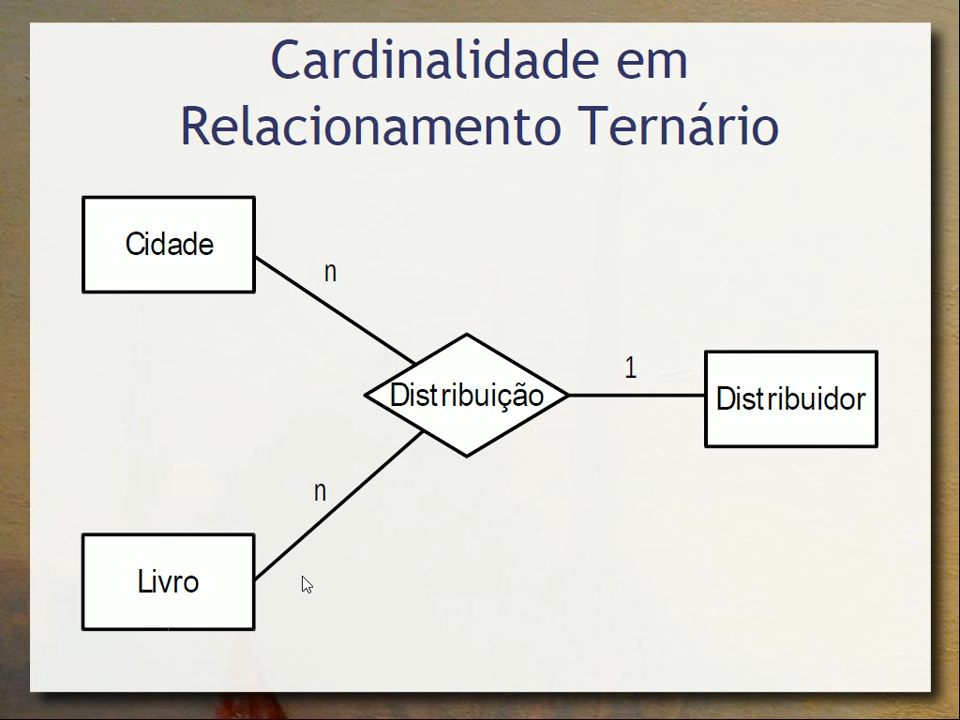 Cardinalidade em
Relacionamento Ternário
Cidade
n
Distribuição
1
Distribuidor
n
Livro